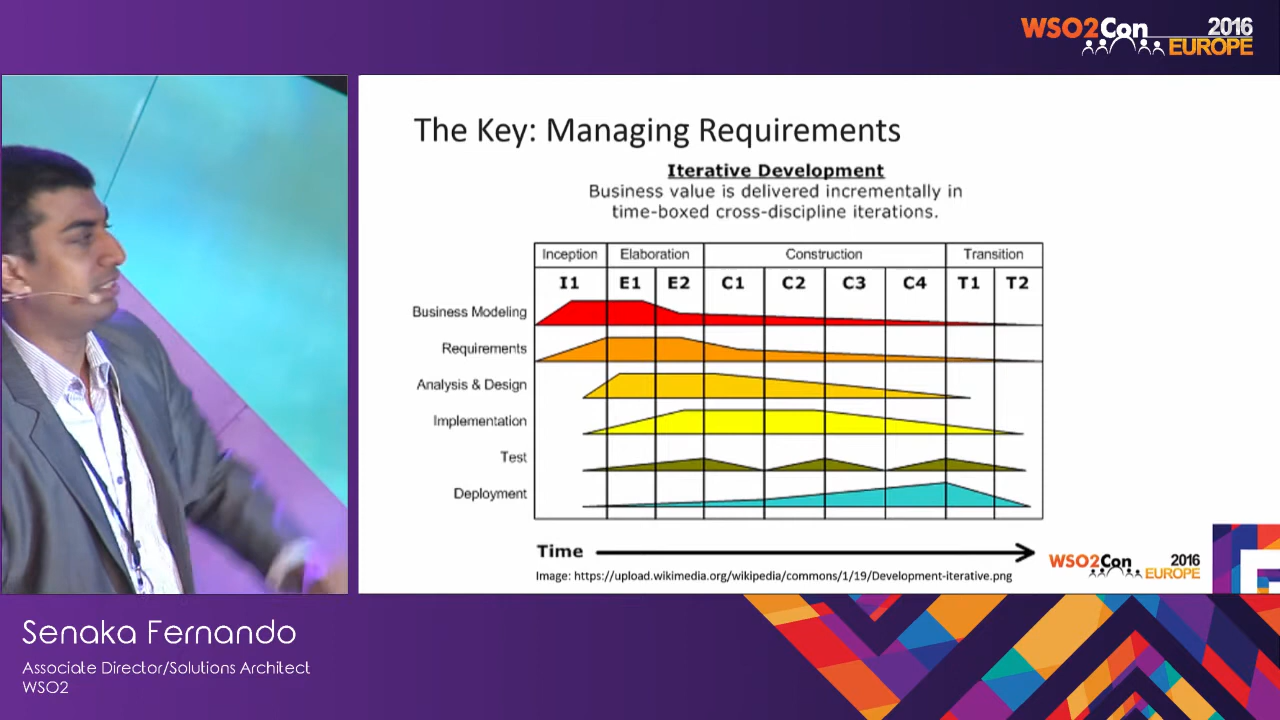 WSO2Con 2016
EUROPE
The Key: Managing Requirements
Iterative Development
Business value is delivered incrementally in
time-boxed cross-discipline iterations.
Inception Elaboration Construction Transition
I1 E1 E2 C1 C2 C3 C4 T1 T2
Business Modeling
Requirements
Analysis & Design
Implementation
Test
Deployment
Time
Image: https://upload.wikimedia.org/wikipedia/commons/1/19/Development-iterative.png
WSO2Con 2016
EUROPE
Senaka Fernando
Associate Director/Solutions Architect
WSO2